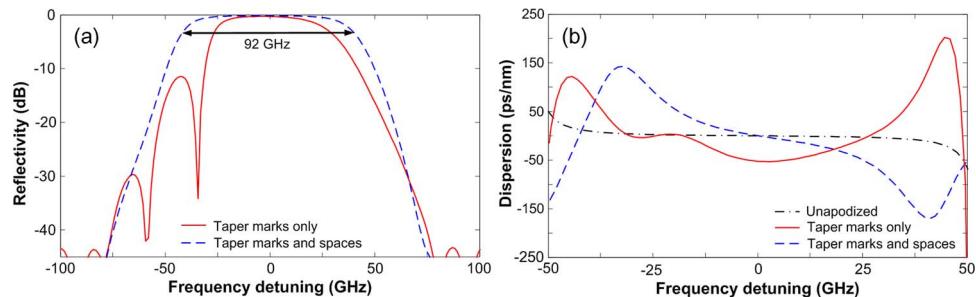 (a)
92 GHz
Reflectivity (dB)
0
-10
-20
-30
-40
Taper marks only
Taper marks and spaces
-100
-50
0
50
100
Frequency detuning (GHz)
(b)
Dispersion (ps/nm)
250
150
50
-50
-150
-250
Unapodized
Taper marks only
Taper marks and spaces
-50
-25
0
25
50
Frequency detuning (GHz)